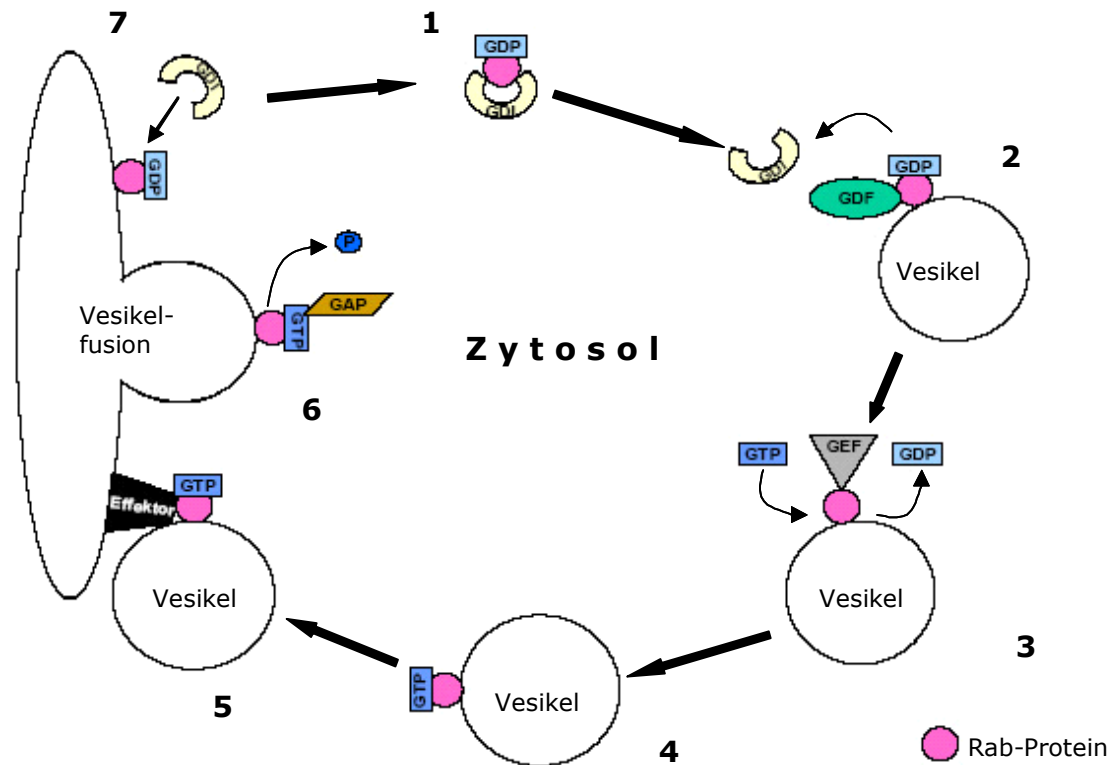 7
1
GDP
GDI
GDI
GDP
GDI
2
GDP
GDF
Vesikel
P
GAP
GTP
Vesikel-
fusion
Z y t o s o l
6
GTP
GEF
GDP
GTP
Effektor
Vesikel
Vesikel
3
5
GTP
Vesikel
4
Rab-Protein